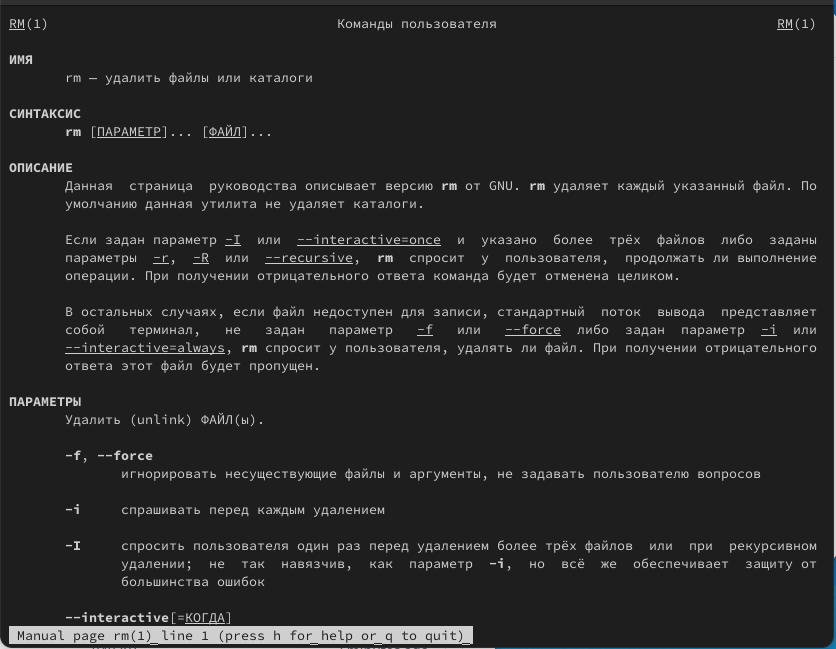 RM(1) Команды пользователя RM(1)
ИМЯ
rm — удалить файлы или каталоги
СИНТАКСИС
rm [ПАРАМЕТР]... [ФАЙЛ]...
ОПИСАНИЕ
Данная страница руководства описывает версию rm от GNU. rm удаляет каждый указанный файл. По
умолчанию данная утилита не удаляет каталоги.
Если задан параметр -I или --interactive=once и указано более трёх файлов либо заданы
параметры -r, -R или --recursive, rm спросит у пользователя, продолжать ли выполнение
операции. При получении отрицательного ответа команда будет отменена целиком.
В остальных случаях, если файл недоступен для записи, стандартный поток вывода представляет
собой терминал, не задан параметр -f или --force либо задан параметр -i или
--interactive=always, rm спросит у пользователя, удалять ли файл. При получении отрицательного
ответа этот файл будет пропущен.
ПАРАМЕТРЫ
Удалить (unlink) ФАЙЛ(ы).
-f, --force
игнорировать несуществующие файлы и аргументы, не задавать пользователю вопросов
-i спрашивать перед каждым удалением
-I спросить пользователя один раз перед удалением более трёх файлов или при рекурсивном
удалении; не так навязчив, как параметр -i, но всё же обеспечивает защиту от
большинства ошибок
--interactive[=КОГДА]
Manual page rm(1) line 1 (press h for help or q to quit)